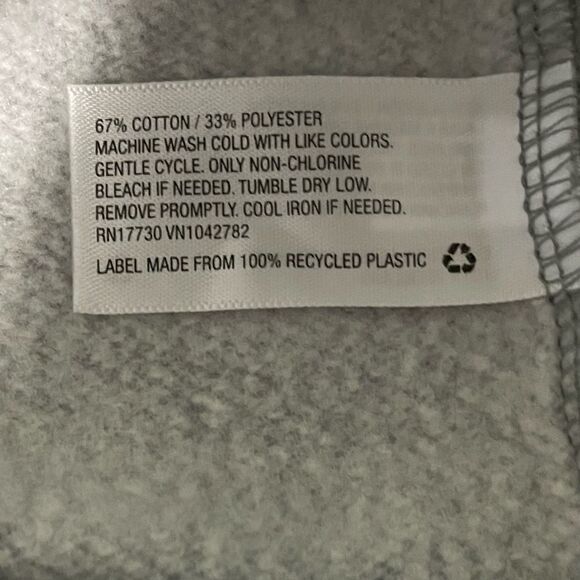 67% COTTON / 33% POLYESTER
MACHINE WASH COLD WITH LIKE COLORS.
GENTLE CYCLE. ONLY NON-CHLORINE
BLEACH IF NEEDED. TUMBLE DRY LOW.
REMOVE PROMPTLY. COOL IRON IF NEEDED.
RN17730 VN1042782
LABEL MADE FROM 100% RECYCLED PLASTIC